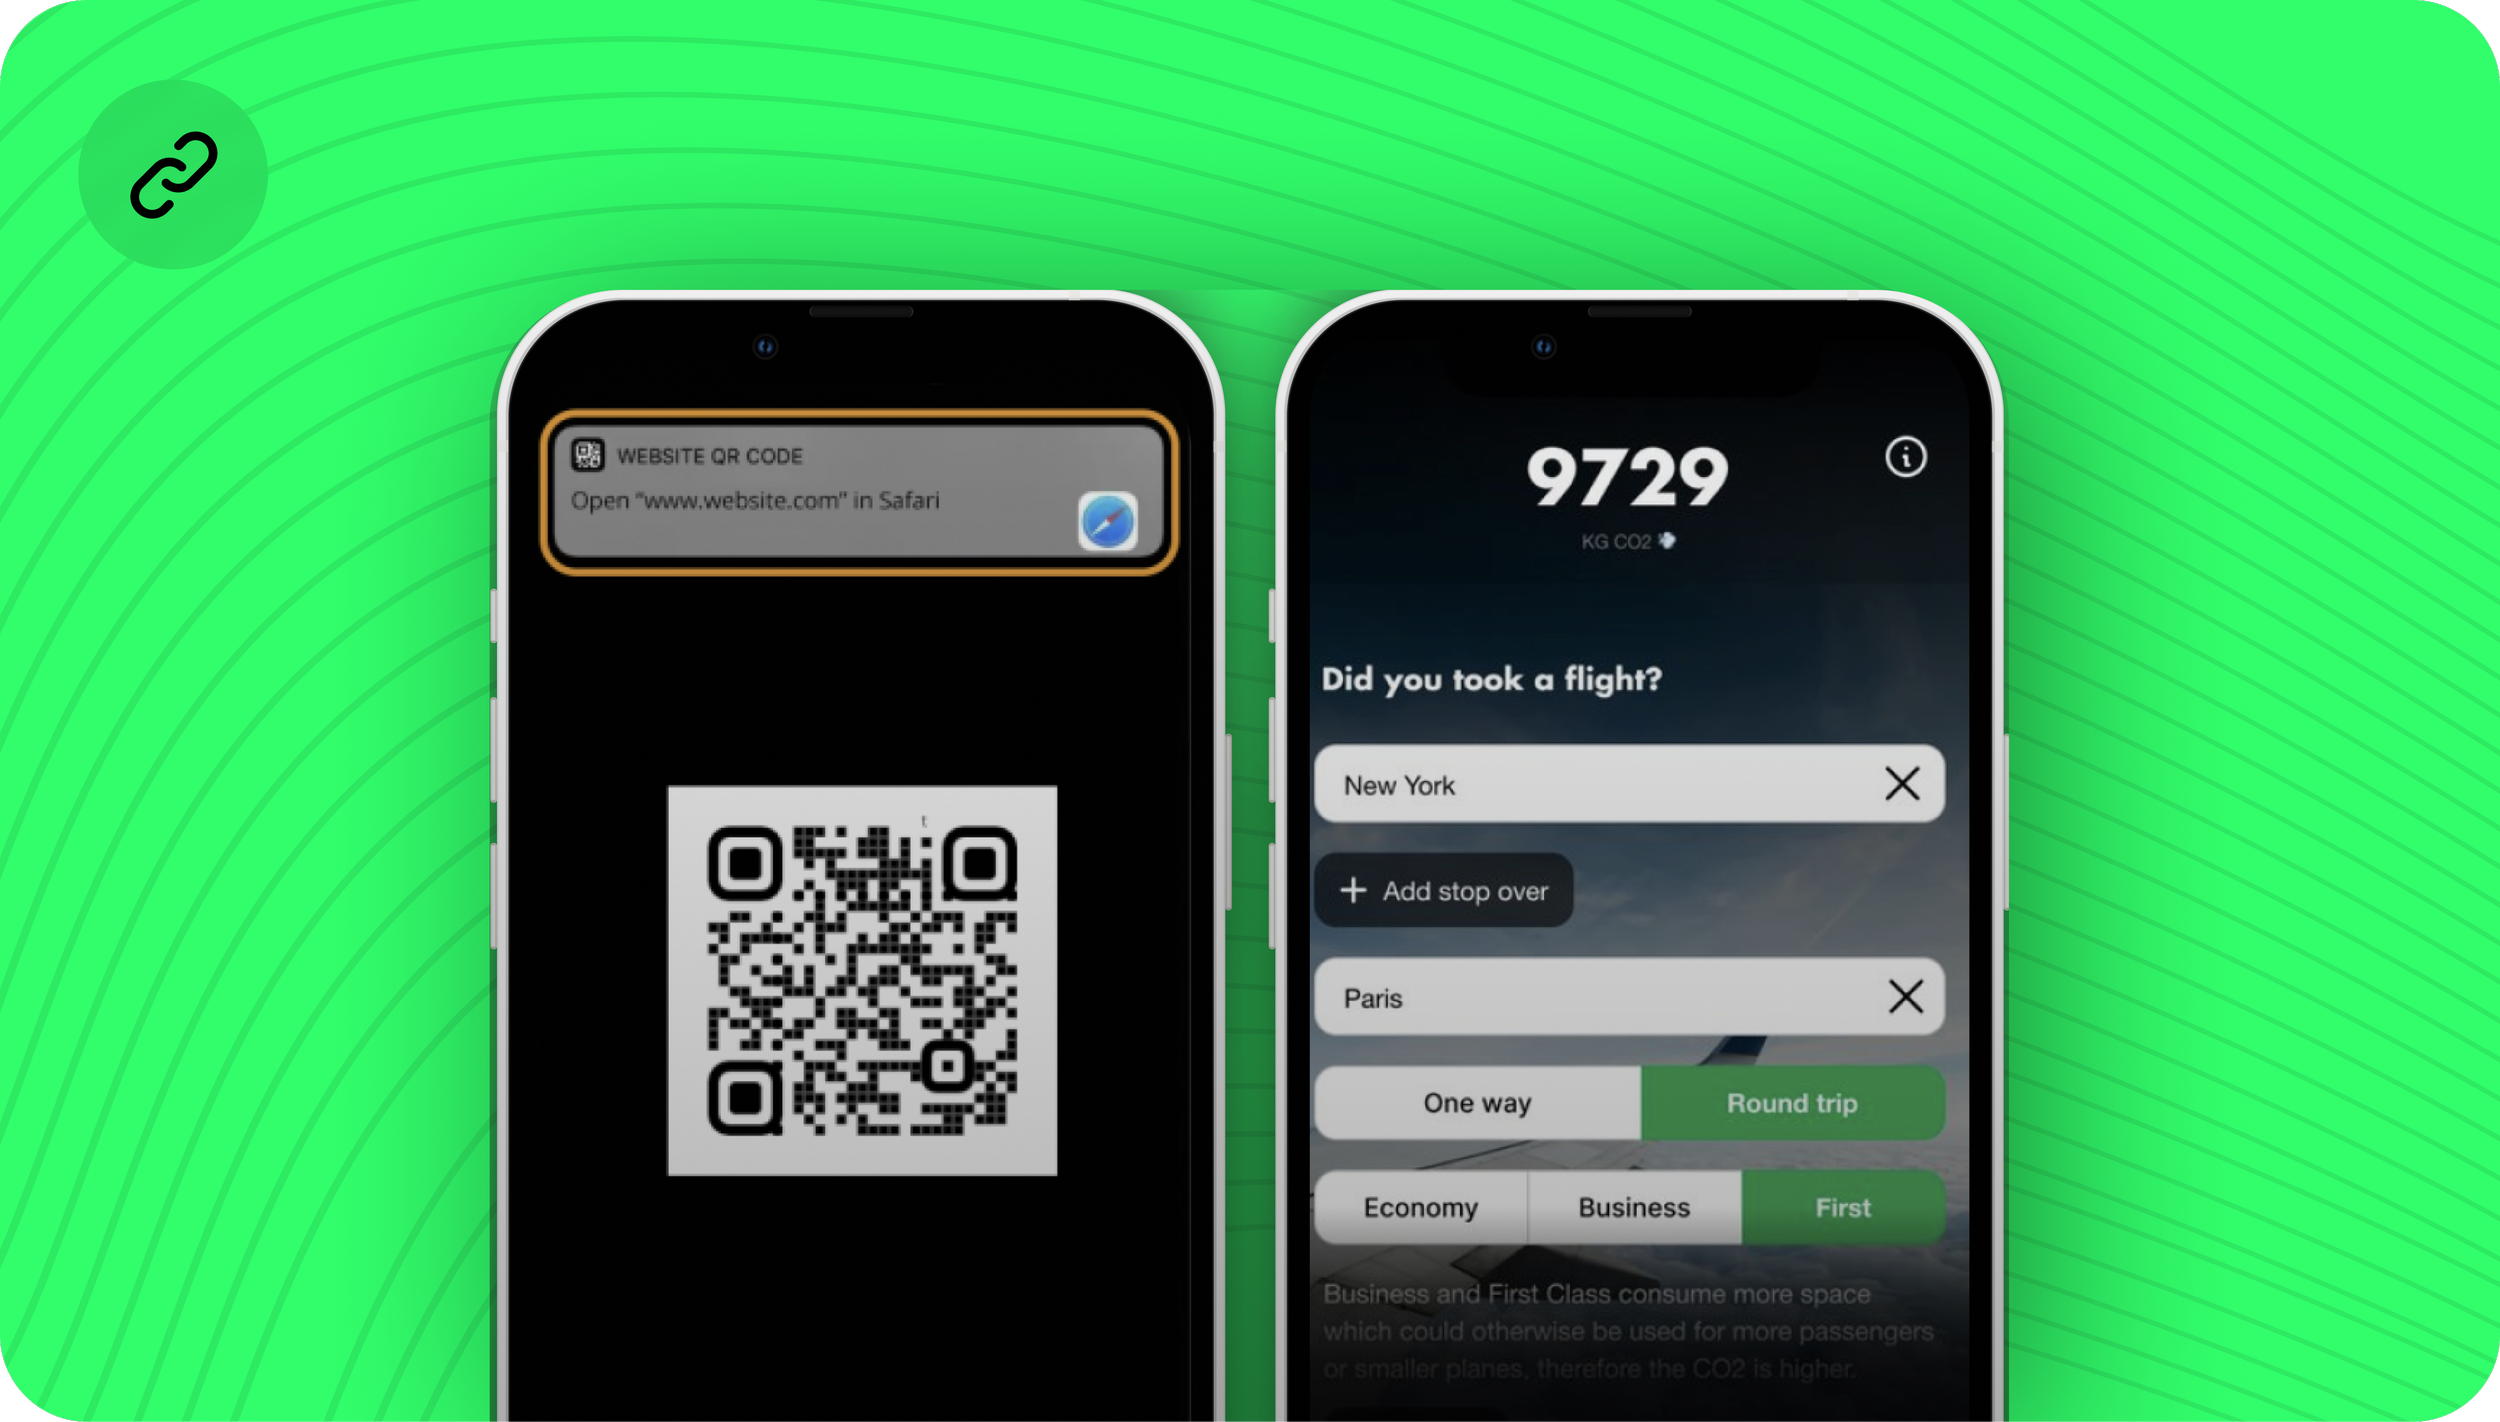 WEBSITE QR CODE
Open “www.website.com” in Safari
t
9729
KG CO2
Did you took a flight?
New York
+ Add stop over
Paris
One way
Round trip
Economy
Business
First
Business and First Class consume more space
which could otherwise be used for more passengers
or smaller planes, therefore the CO2 is higher.